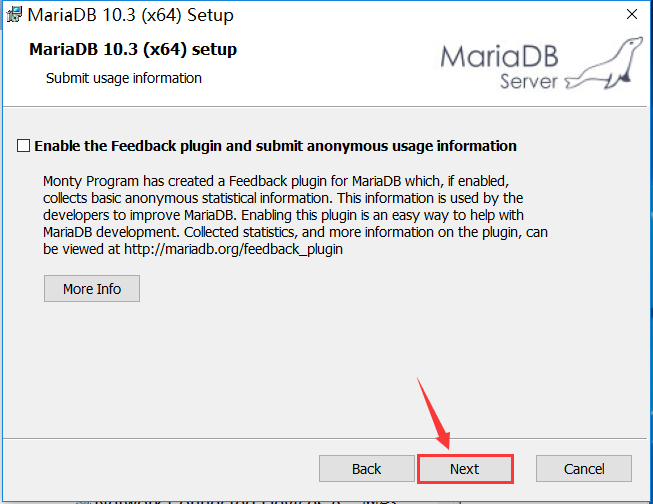 MariaDB 10.3 (x64) Setup
MariaDB 10.3 (x64) setup
Submit usage information
MariaDB
Server
Enable the Feedback plugin and submit anonymous usage information
Monty Program has created a Feedback plugin for MariaDB which, if enabled,
collects basic anonymous statistical information. This information is used by the
developers to improve MariaDB. Enabling this plugin is an easy way to help with
MariaDB development. Collected statistics, and more information on the plugin, can
be viewed at http://mariadb.org/feedback_plugin
More Info
Back
Next
Cancel